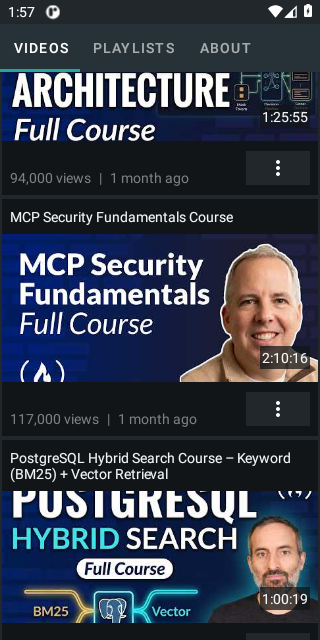 1:57
VIDEOS PLAYLISTS ABOUT
ARCHITECTURE
Full Course
1:25:55
94,000 views | 1 month ago
MCP Security Fundamentals Course
MCP Security
Fundamentals
Full Course
2:10:16
117,000 views | 1 month ago
PostgreSQL Hybrid Search Course – Keyword
(BM25) + Vector Retrieval
POSTGRESQL
HYBRID SEARCH
Full Course
1:00:19
BM25
Vector